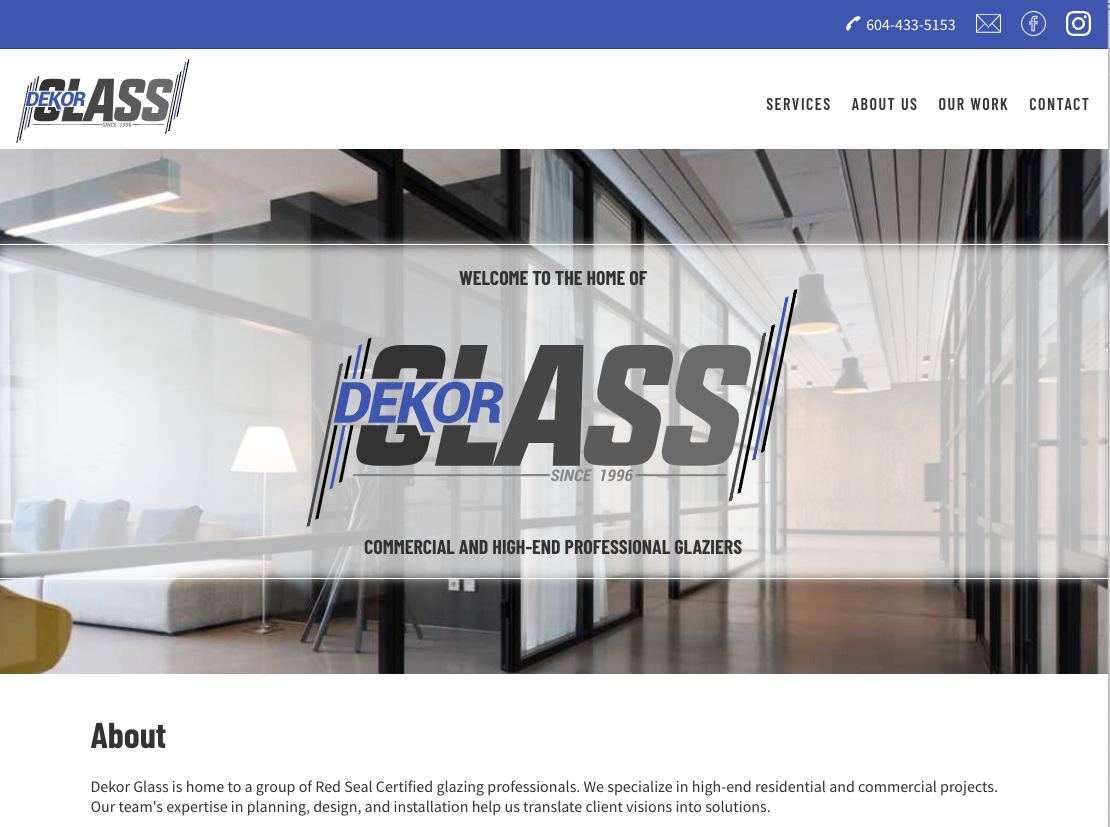 604-433-5153
DEKOR GLASS
SINCE 1996
SERVICES ABOUT US OUR WORK CONTACT
WELCOME TO THE HOME OF
DEKOR GLASS
SINCE 1996
COMMERCIAL AND HIGH-END PROFESSIONAL GLAZIERS
About
Dekor Glass is home to a group of Red Seal Certified glazing professionals. We specialize in high-end residential and commercial projects.
Our team's expertise in planning, design, and installation help us translate client visions into solutions.